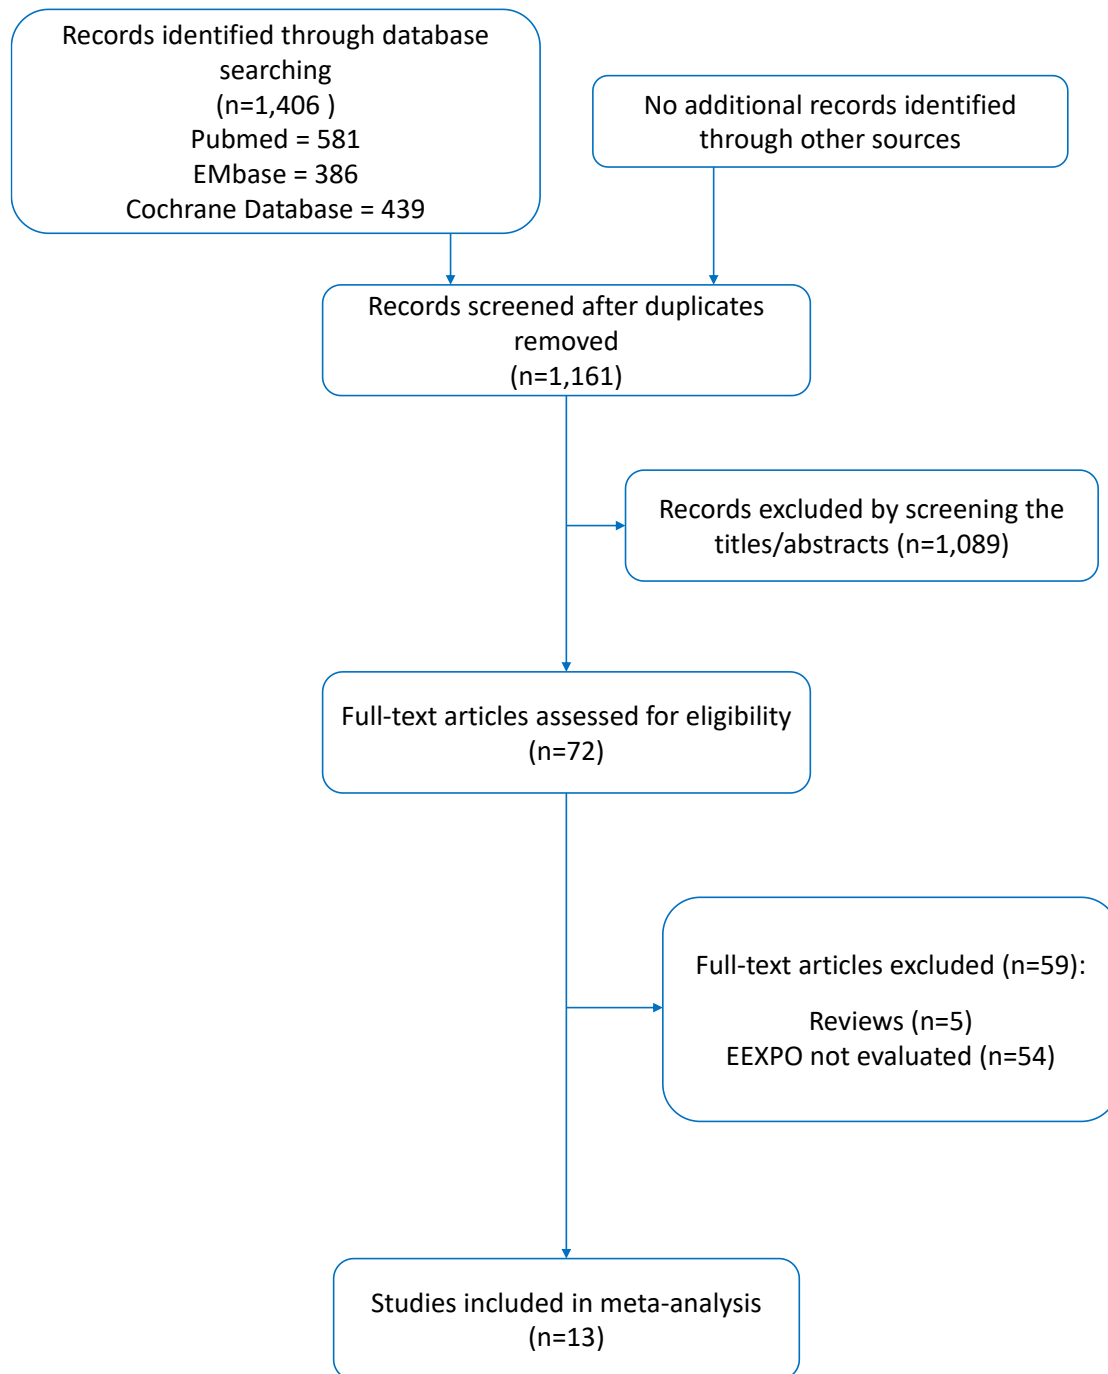 Records identified through database
searching
(n=1,406 )
Pubmed = 581
EMbase = 386
Cochrane Database = 439
No additional records identified
through other sources
Records screened after duplicates
removed
(n=1,161)
Records excluded by screening the
titles/abstracts (n=1,089)
Full-text articles assessed for eligibility
(n=72)
Full-text articles excluded (n=59):
Reviews (n=5)
EEXPO not evaluated (n=54)
Studies included in meta-analysis
(n=13)